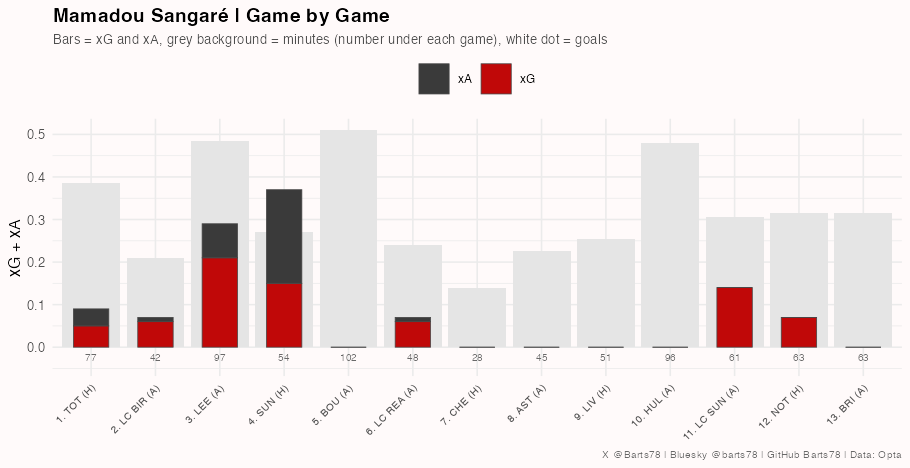 Mamadou Sangaré | Game by Game
Bars = xG and xA, grey background = minutes (number under each game), white dot = goals
xA xG
xG + xA
0.5
0.4
0.3
0.2
0.1
0.0
77 42 97 54 102 48 28 45 51 96 61 63 63
1. TOT (H)
2. LC BIR (A)
3. LEE (A)
4. SUN (H)
5. BOU (A)
6. LC REA (A)
7. CHE (H)
8. AST (A)
9. LIV (H)
10. HUL (A)
11. LC SUN (A)
12. NOT (H)
13. BRI (A)
X @Barts78 | Bluesky @barts78 | GitHub Barts78 | Data: Opta